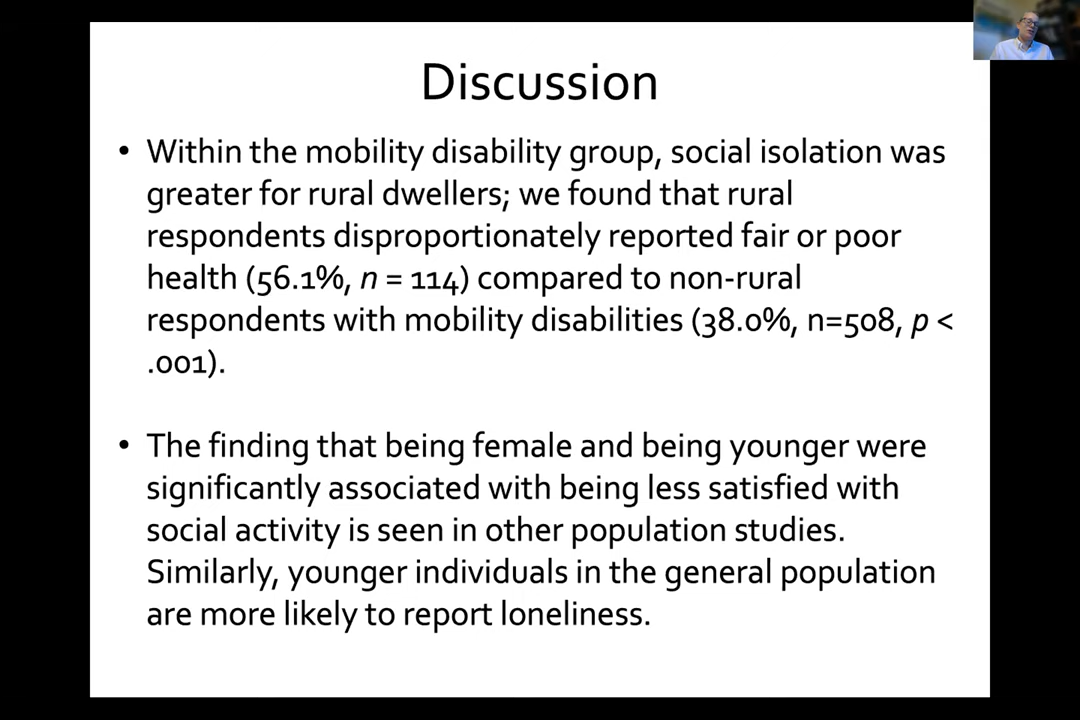 Discussion
• Within the mobility disability group, social isolation was
greater for rural dwellers; we found that rural
respondents disproportionately reported fair or poor
health (56.1%, n = 114) compared to non-rural
respondents with mobility disabilities (38.0%, n=508, p <
.001).
• The finding that being female and being younger were
significantly associated with being less satisfied with
social activity is seen in other population studies.
Similarly, younger individuals in the general population
are more likely to report loneliness.